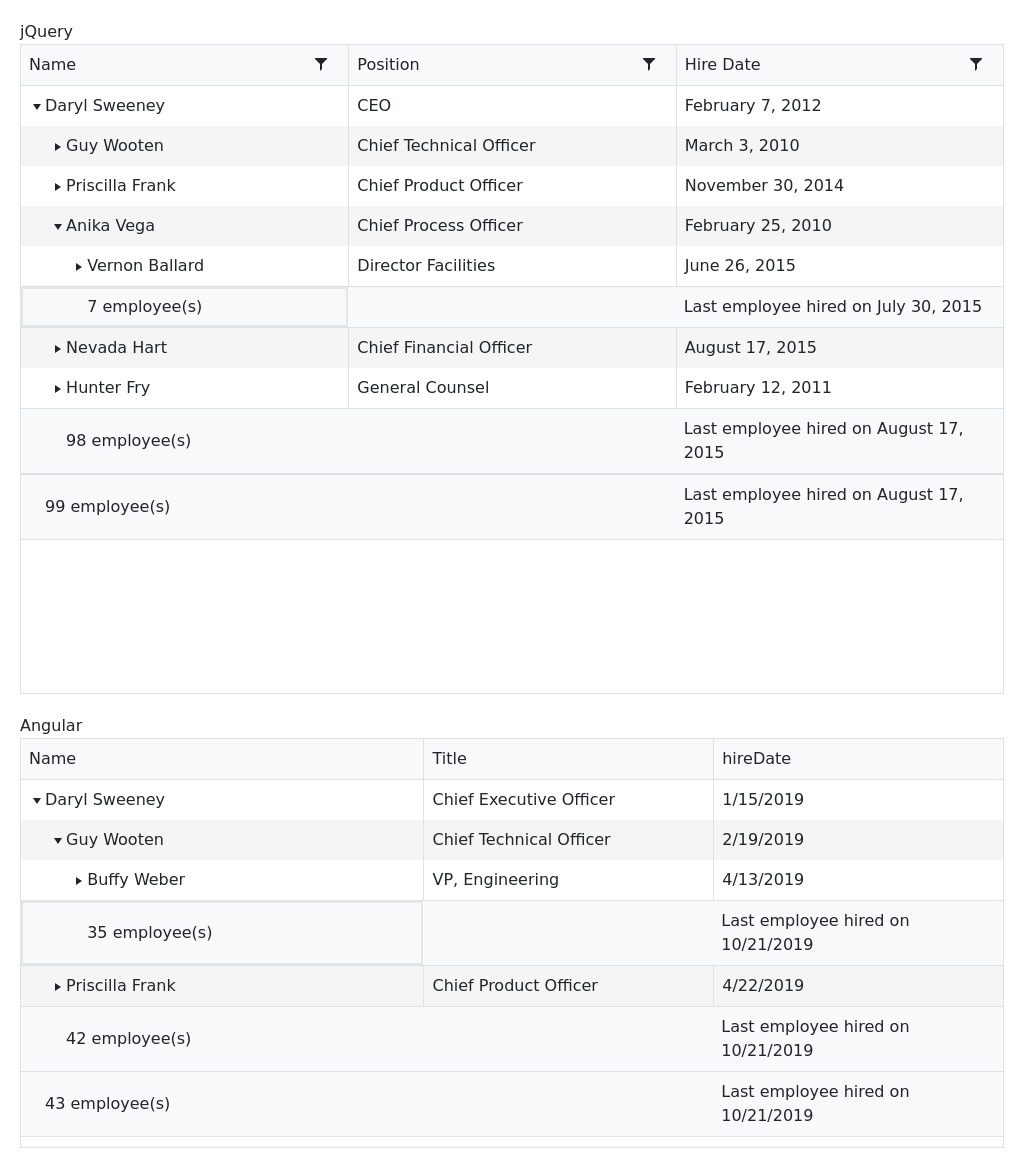 jQuery
Name Position Hire Date
Daryl Sweeney CEO February 7, 2012
Guy Wooten Chief Technical Officer March 3, 2010
Priscilla Frank Chief Product Officer November 30, 2014
Anika Vega Chief Process Officer February 25, 2010
Vernon Ballard Director Facilities June 26, 2015
7 employee(s) Last employee hired on July 30, 2015
Nevada Hart Chief Financial Officer August 17, 2015
Hunter Fry General Counsel February 12, 2011
98 employee(s) Last employee hired on August 17,
2015
99 employee(s) Last employee hired on August 17,
2015
Angular
Name Title hireDate
Daryl Sweeney Chief Executive Officer 1/15/2019
Guy Wooten Chief Technical Officer 2/19/2019
Buffy Weber VP, Engineering 4/13/2019
35 employee(s) Last employee hired on
10/21/2019
Priscilla Frank Chief Product Officer 4/22/2019
42 employee(s) Last employee hired on
10/21/2019
43 employee(s) Last employee hired on
10/21/2019